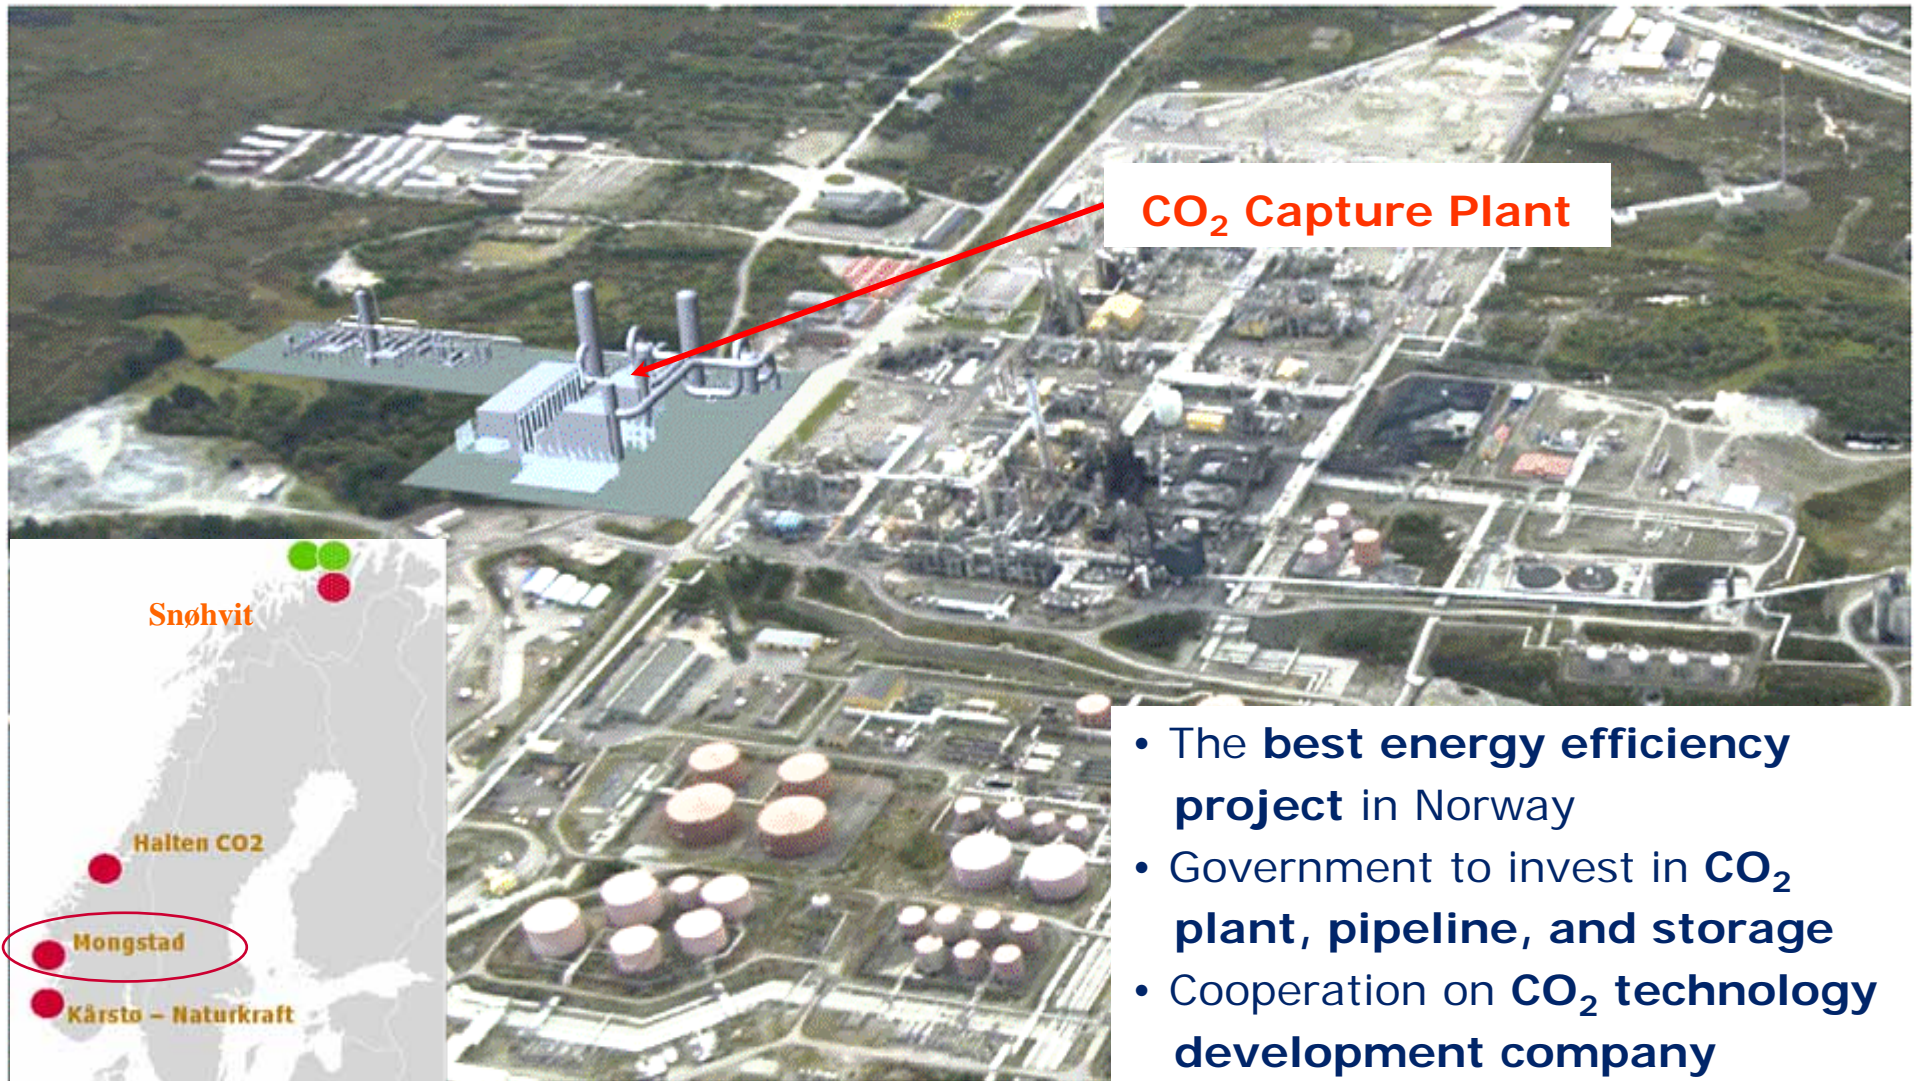 CO₂ Capture Plant
Snøhvit
Halten CO2
Mongstad
Kårstø – Naturkraft
• The best energy efficiency
project in Norway
• Government to invest in CO₂
plant, pipeline, and storage
• Cooperation on CO₂ technology
development company